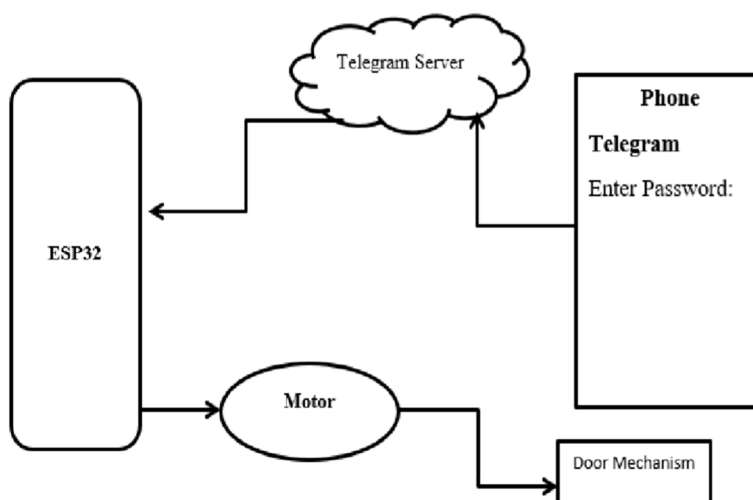 Telegram Server
Phone
Telegram
Enter Password:
ESP32
Motor
Door Mechanism